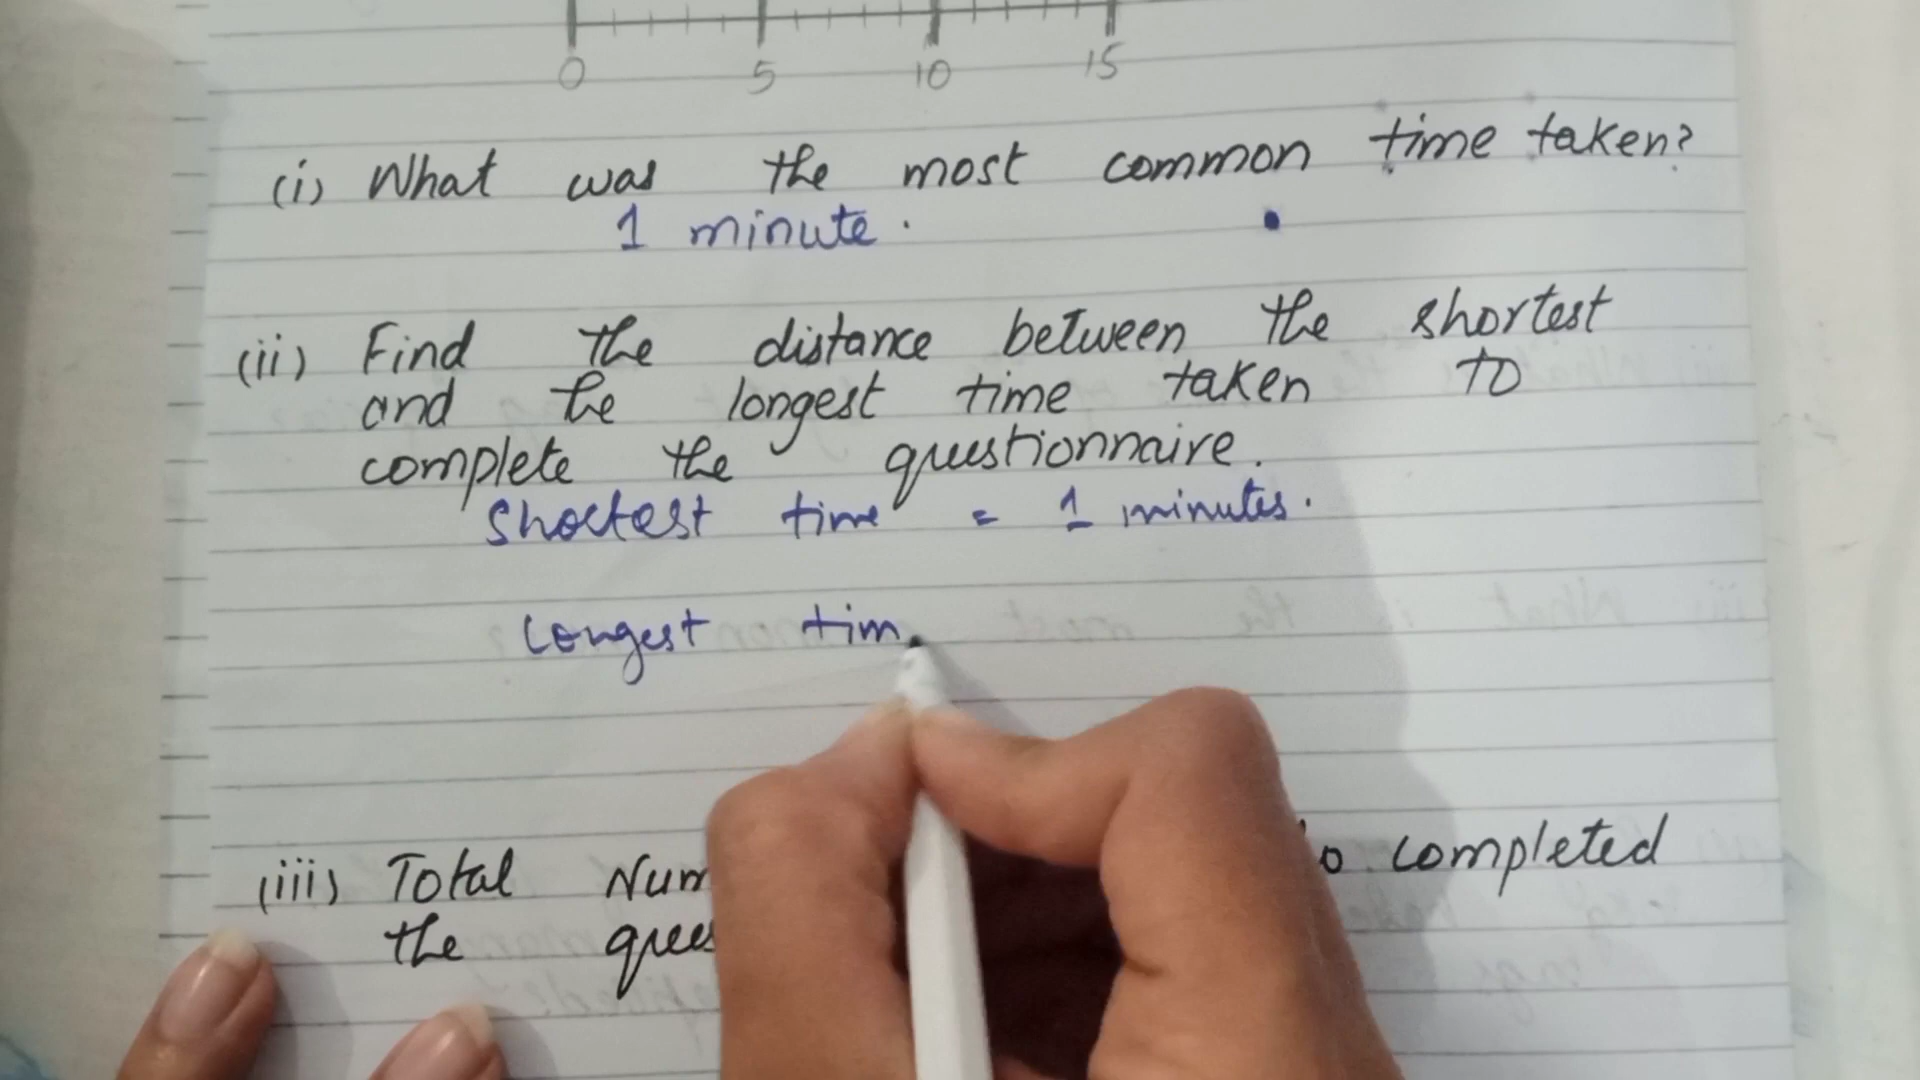 0 5 10 15
(i) What was the most common time taken?
1 minute.
(ii) Find the distance between the shortest
and the longest time taken to
complete the questionnaire.
Shortest time = 1 minutes.
Longest tim
(iii) Total Num completed
the ques